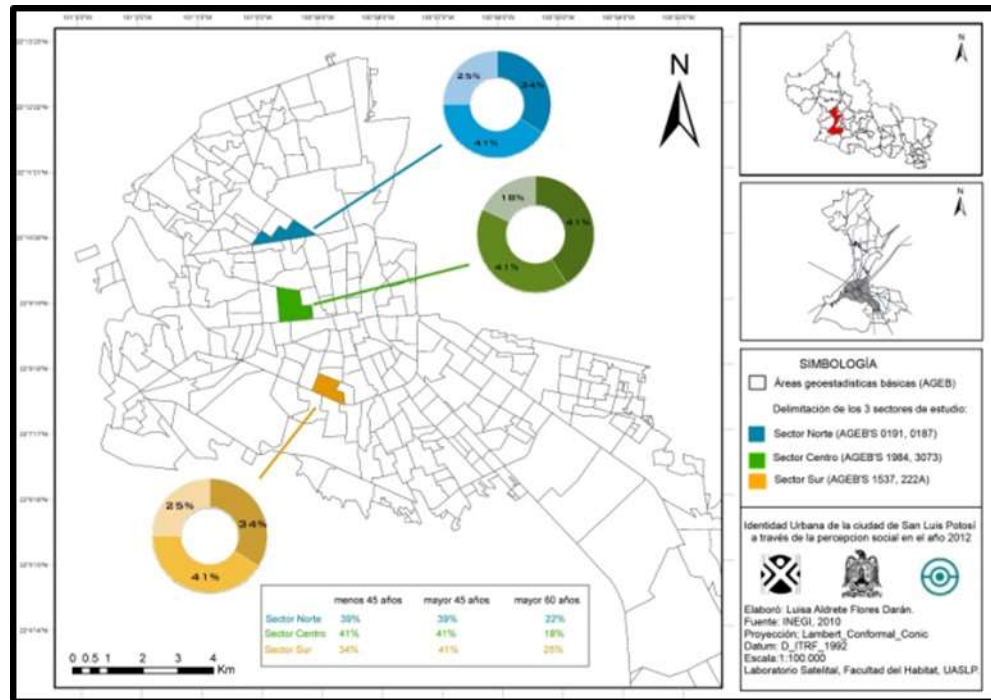 N
25%
34%
41%
N
18%
41%
41%
N
25%
34%
41%
SIMBOLOGÍA
Áreas geoestadísticas básicas (AGEB)
Delimitación de los 3 sectores de estudio:
Sector Norte (AGEB'S 0191, 0187)
Sector Centro (AGEB'S 1984, 3073)
Sector Sur (AGEB'S 1537, 222A)
Identidad Urbana de la ciudad de San Luis Potosí
a través de la percepcion social en el año 2012
Elaboró: Luisa Aldrete Flores Darán.
Fuente: INEGI, 2010
Proyección: Lambert_Conformal_Conic
Datum: D_ITRF_1992
Escala:1:100.000
Laboratorio Satelital, Facultad del Habitat, UASLP.
menos 45 años mayor 45 años mayor 60 años
Sector Norte 39% 39% 22%
Sector Centro 41% 41% 18%
Sector Sur 34% 41% 25%
0 0.5 1 2 3 4
Km